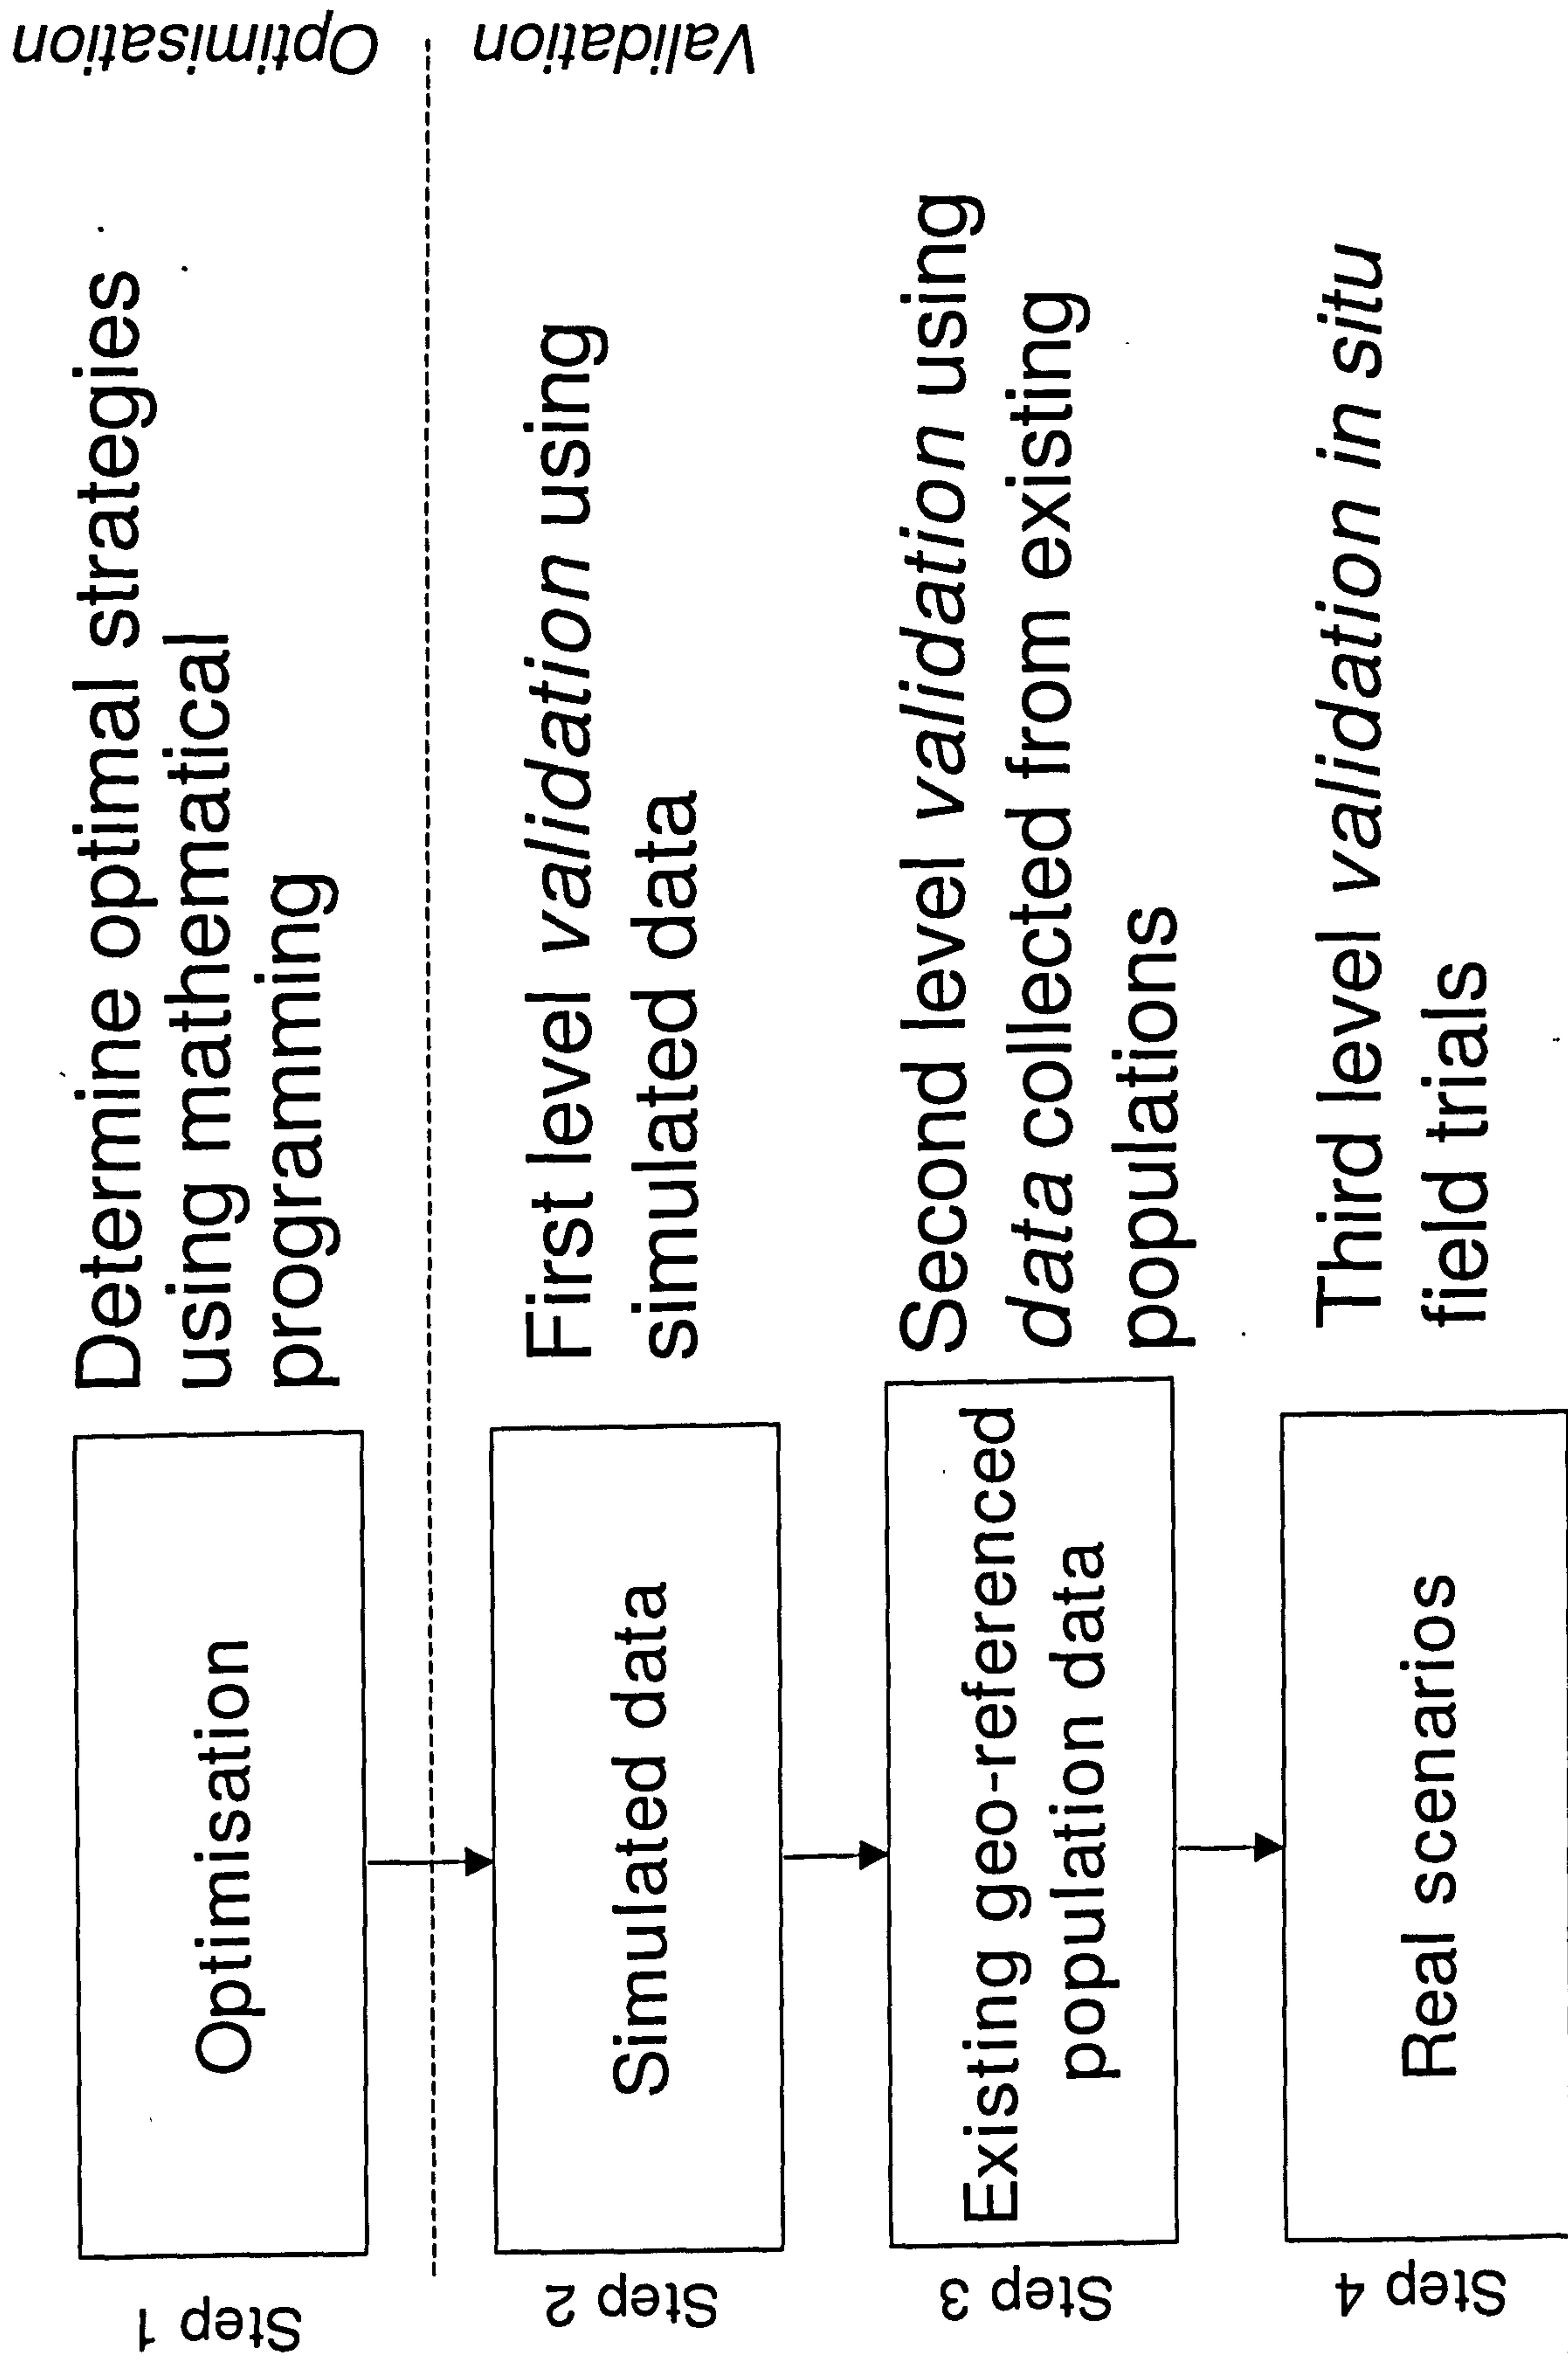 Optimisation
Step 1
Optimisation
Determine optimal strategies
using mathematical
programming
Validation
Step 2
Simulated data
First level validation using
simulated data
Step 3
Existing geo-referenced
population data
Second level validation using
data collected from existing
populations
Step 4
Real scenarios
Third level validation in situ
field trials